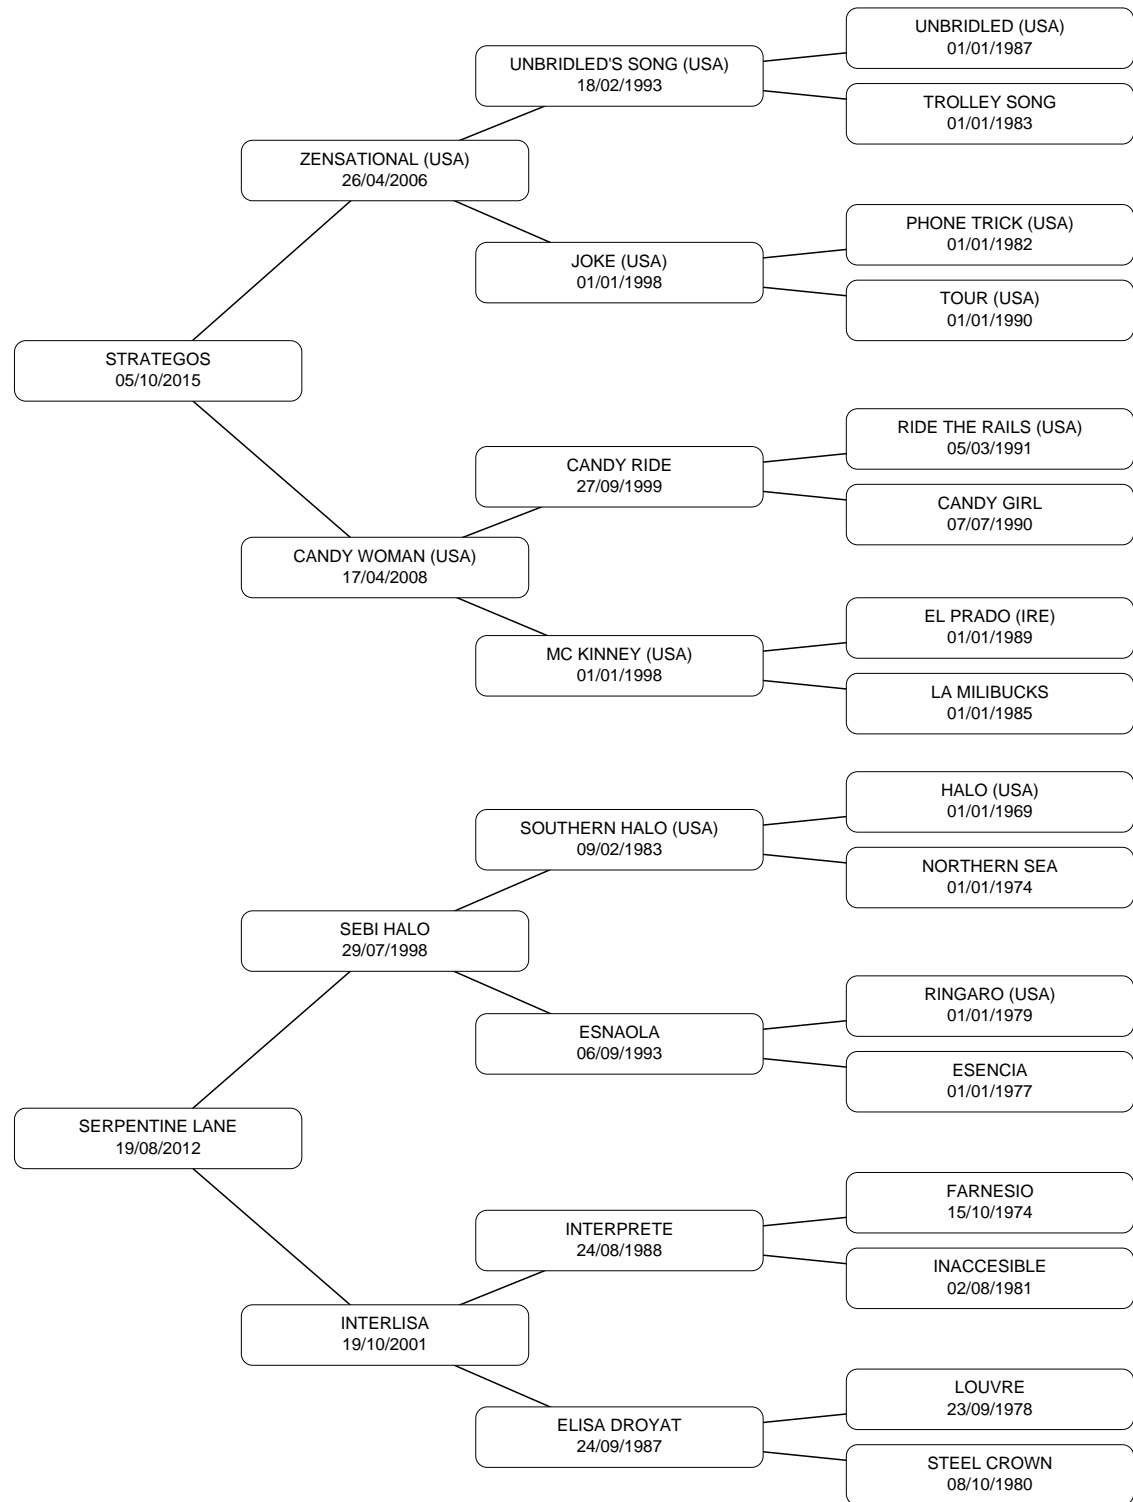 UNBRIDLED (USA)
01/01/1987
UNBRIDLED'S SONG (USA)
18/02/1993
TROLLEY SONG
01/01/1983
ZENSATIONAL (USA)
26/04/2006
PHONE TRICK (USA)
01/01/1982
JOKE (USA)
01/01/1998
TOUR (USA)
01/01/1990
STRATEGOS
05/10/2015
RIDE THE RAILS (USA)
05/03/1991
CANDY RIDE
27/09/1999
CANDY GIRL
07/07/1990
CANDY WOMAN (USA)
17/04/2008
EL PRADO (IRE)
01/01/1989
MC KINNEY (USA)
01/01/1998
LA MILIBUCKS
01/01/1985
HALO (USA)
01/01/1969
SOUTHERN HALO (USA)
09/02/1983
NORTHERN SEA
01/01/1974
SEBI HALO
29/07/1998
RINGARO (USA)
01/01/1979
ESNAOLA
06/09/1993
ESENCIA
01/01/1977
SERPENTINE LANE
19/08/2012
FARNESIO
15/10/1974
INTERPRETE
24/08/1988
INACCESIBLE
02/08/1981
INTERLISA
19/10/2001
LOUVRE
23/09/1978
ELISA DROYAT
24/09/1987
STEEL CROWN
08/10/1980